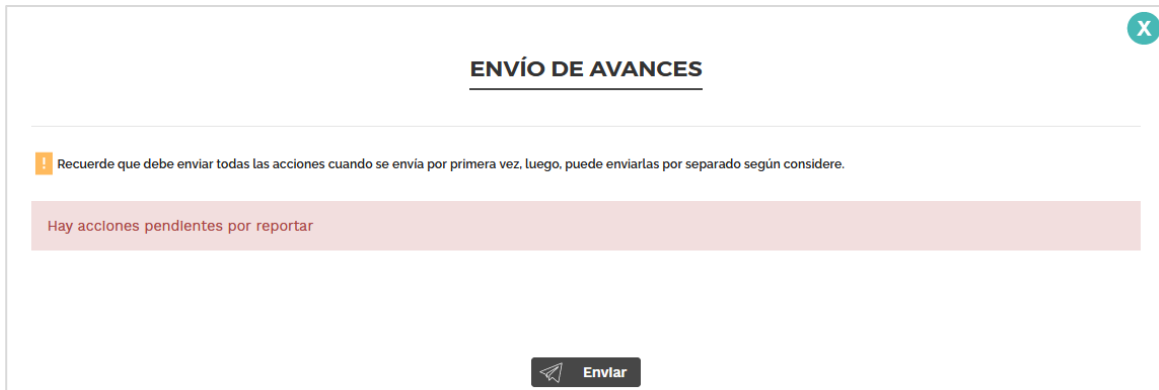 X
ENVÍO DE AVANCES
! Recuerde que debe enviar todas las acciones cuando se envía por primera vez, luego, puede enviarlas por separado según considere.
Hay acciones pendientes por reportar
Enviar